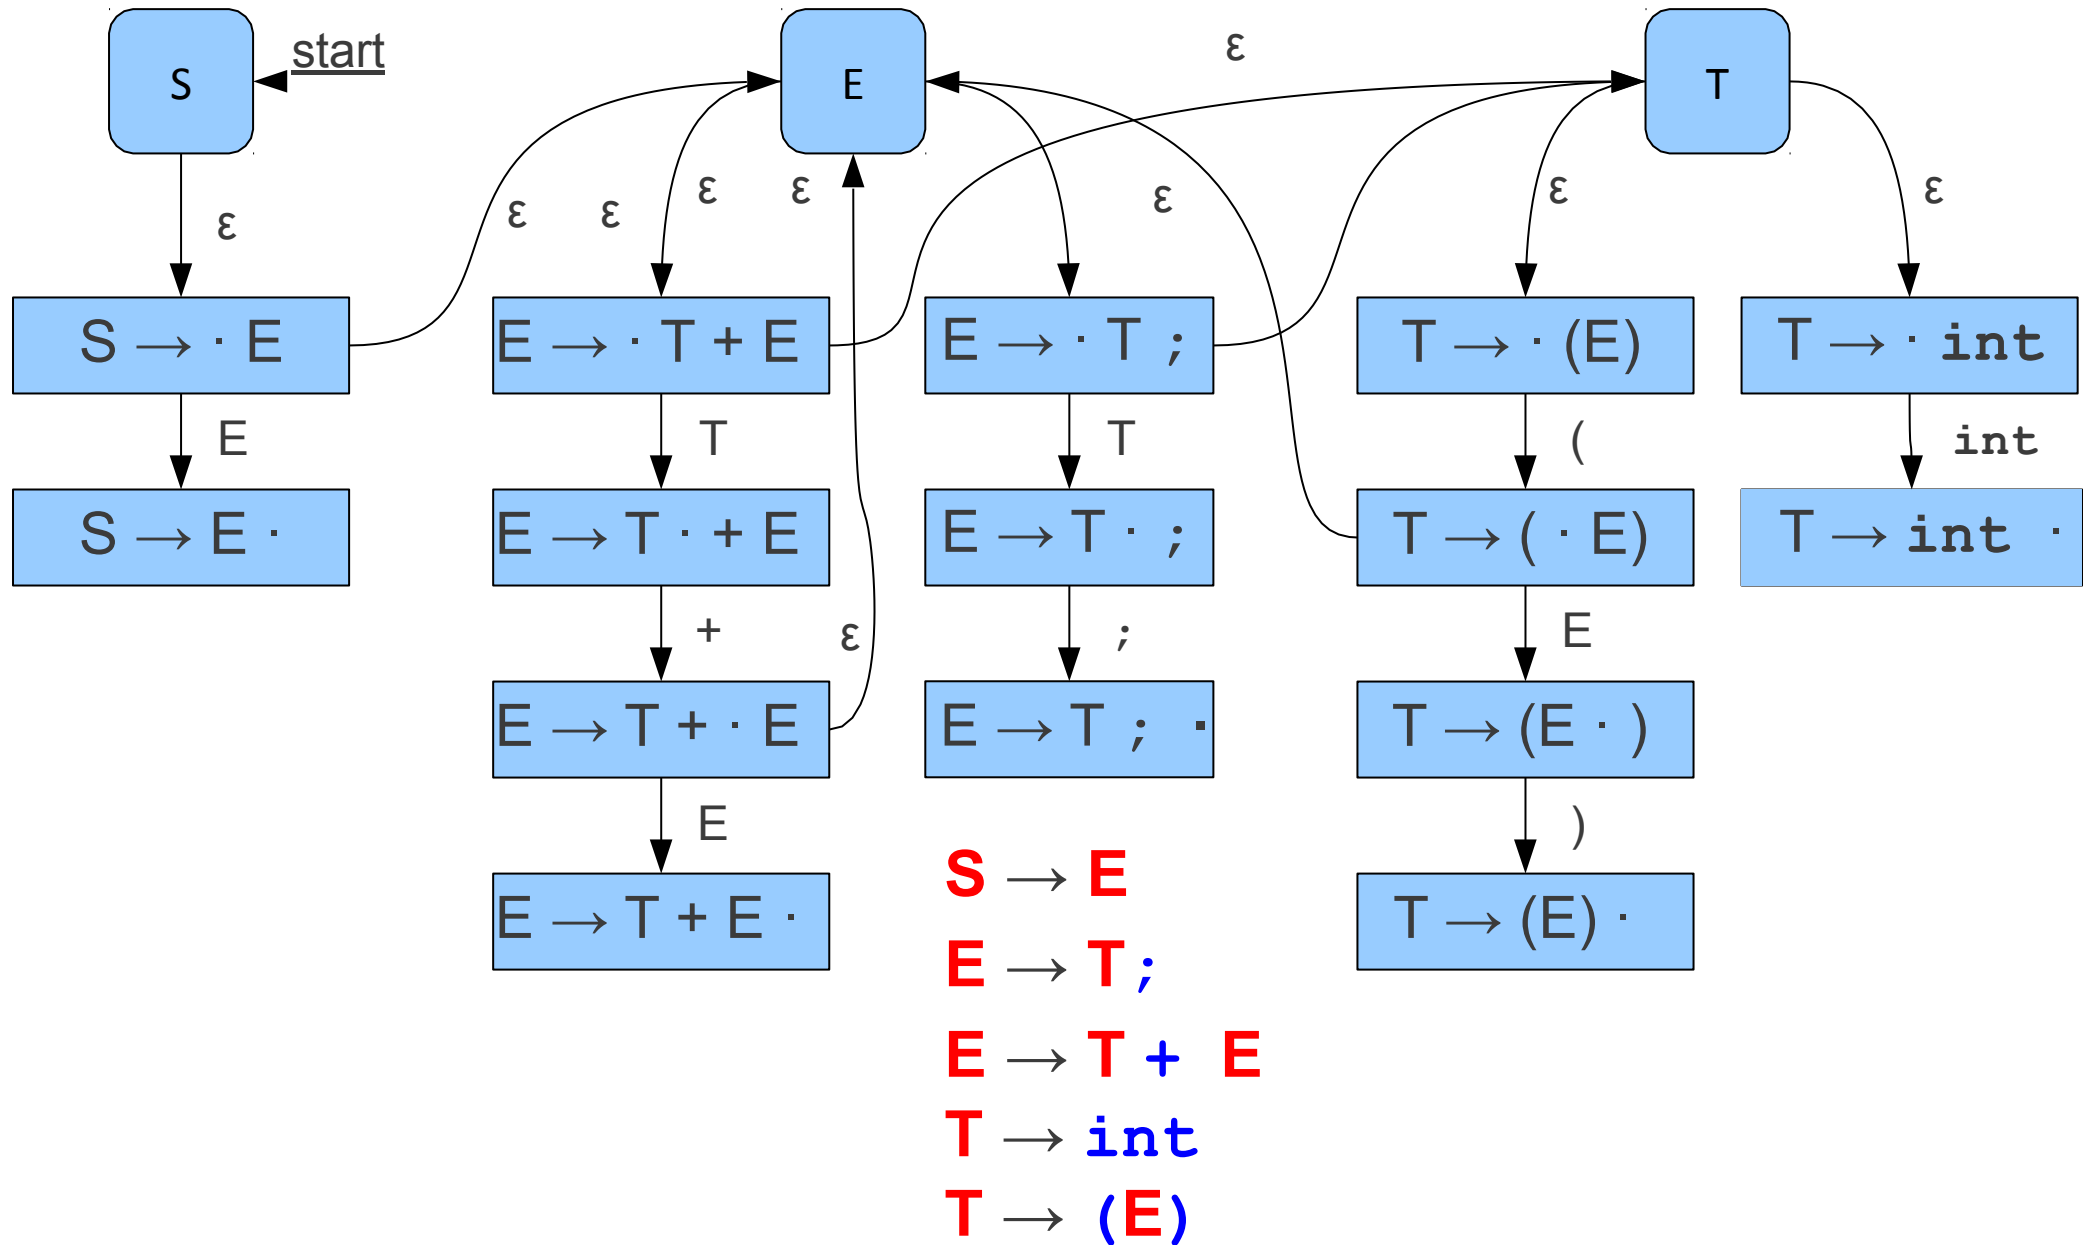 S start E ε T
ε ε ε ε ε ε ε ε
S → · E E → · T + E E → · T ; T → · (E) T → · int
E T T ( int
S → E · E → T · + E E → T · ; T → ( · E) T → int ·
+ ε ; E
E → T + · E E → T ; · T → (E · )
E )
E → T + E · T → (E) ·
S → E
E → T;
E → T + E
T → int
T → (E)